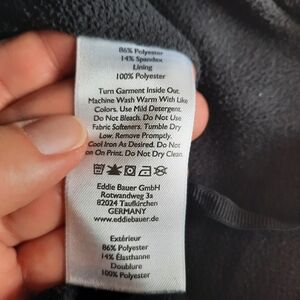 86% Polyester
14% Spandex
Lining
100% Polyester
Turn Garment Inside Out.
Machine Wash Warm With Like
Colors. Use Mild Detergent.
Do Not Bleach. Do Not Use
Fabric Softeners. Tumble Dry
Low. Remove Promptly.
Cool Iron As Desired. Do Not
on On Print. Do Not Dry Clean.
Eddie Bauer GmbH
Rotwandweg 3a
82024 Taufkirchen
GERMANY
www.eddiebauer.de
Extérieur
86% Polyester
14% Élasthanne
Doublure
100% Polyester